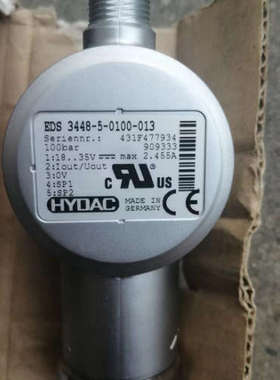 EDS 3448-5-0100-013
Seriennr.: 431F477934
100bar 909333
1:18..35V⎓ max 2.455A
2:Iout/Uout
3:0V
4:SP1
5:SP2
c RU US
HYDAC MADE IN GERMANY CE